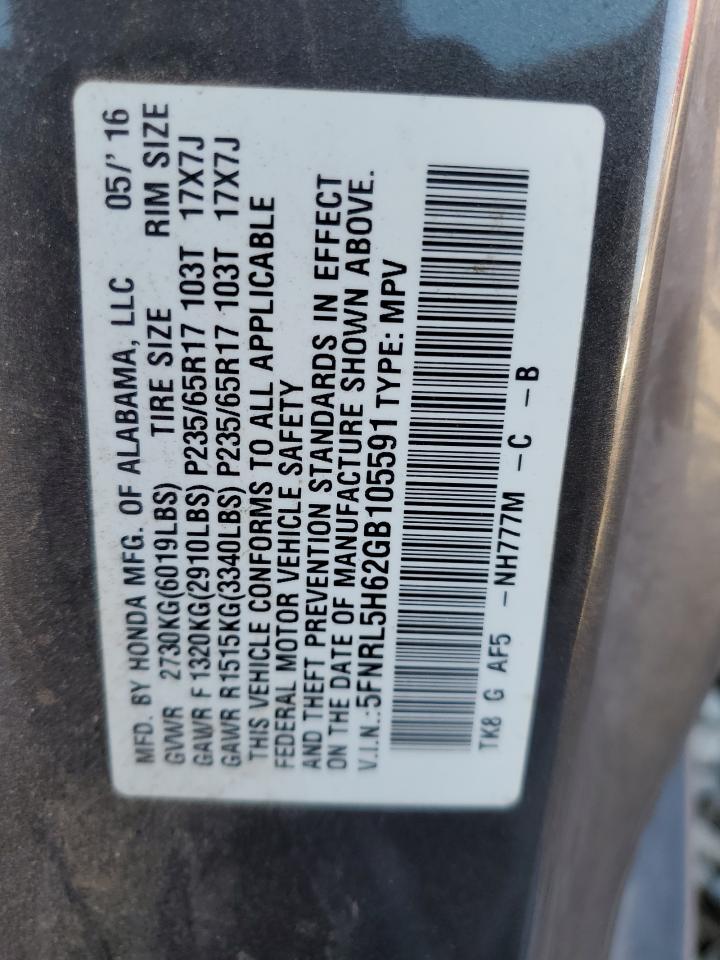 MFD. BY HONDA MFG. OF ALABAMA, LLC 05/' 16
GVWR 2730KG(6019LBS) TIRE SIZE RIM SIZE
GAWR F 1320KG(2910LBS) P235/65R17 103T 17X7J
GAWR R 1515KG(3340LBS) P235/65R17 103T 17X7J
THIS VEHICLE CONFORMS TO ALL APPLICABLE
FEDERAL MOTOR VEHICLE SAFETY
AND THEFT PREVENTION STANDARDS IN EFFECT
ON THE DATE OF MANUFACTURE SHOWN ABOVE.
V.I.N.:5FNRL5H62GB105591 TYPE: MPV
TK8 G AF5 -NH777M -C -B